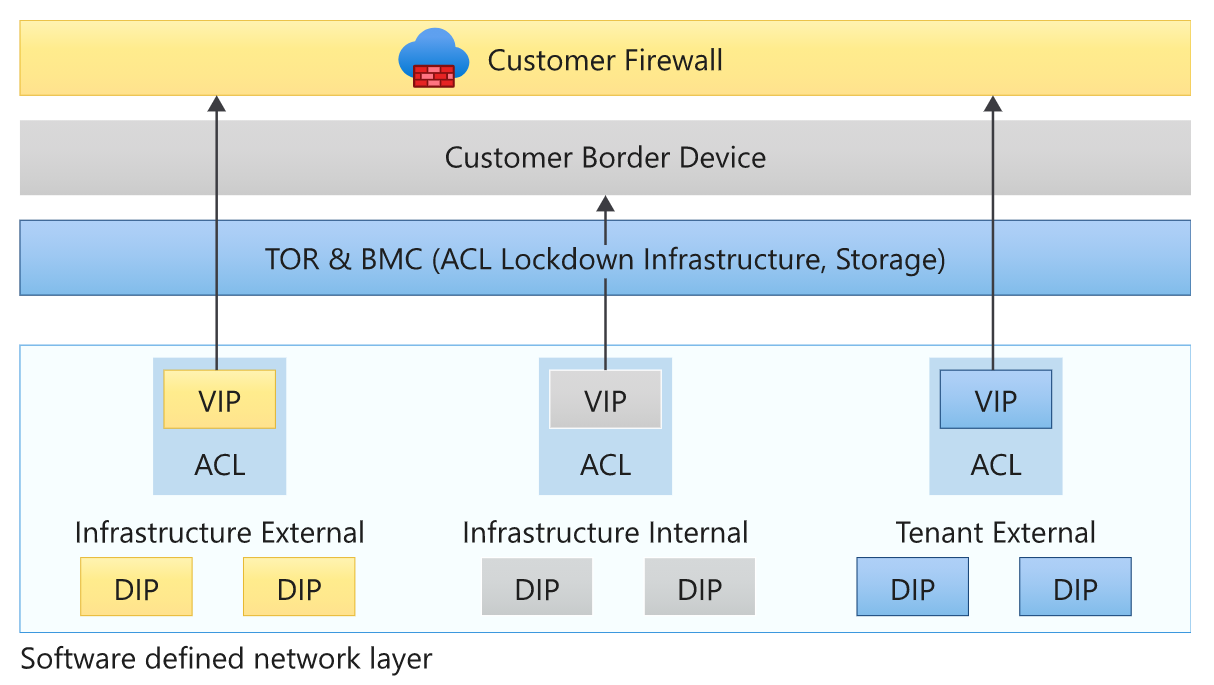 Customer Firewall
Customer Border Device
TOR & BMC (ACL Lockdown Infrastructure, Storage)
VIP
ACL
Infrastructure External
DIP
DIP
VIP
ACL
Infrastructure Internal
DIP
DIP
VIP
ACL
Tenant External
DIP
DIP
Software defined network layer